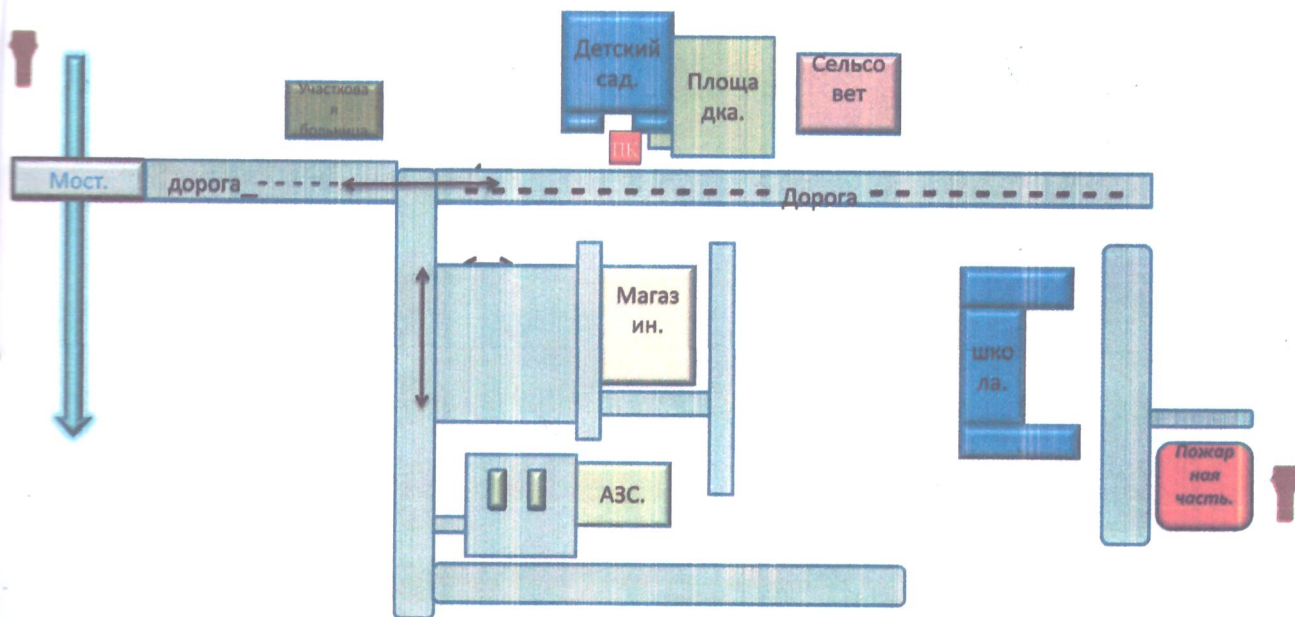 Детский
сад.
Площа
дка.
Сельсо
вет
Участкова
я
больница
ПК
Мост.
дорога_
Дорога
Магаз
ин.
шко
ла.
АЗС.
Пожар
ная
часть.